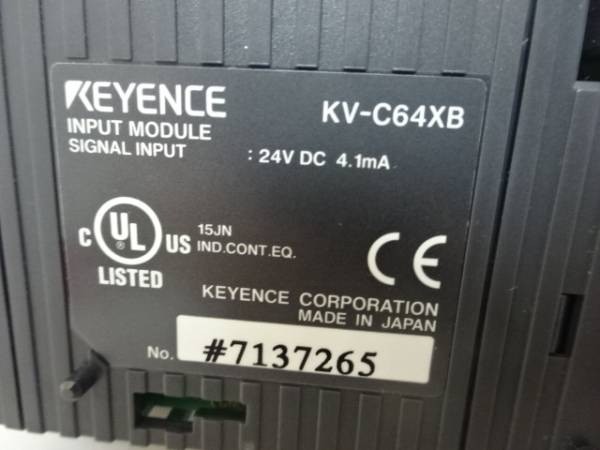 KEYENCE KV-C64XB
INPUT MODULE
SIGNAL INPUT : 24V DC 4.1mA
C UL ® US
LISTED
15JN
IND.CONT.EQ.
CE
KEYENCE CORPORATION
MADE IN JAPAN
No. #7137265